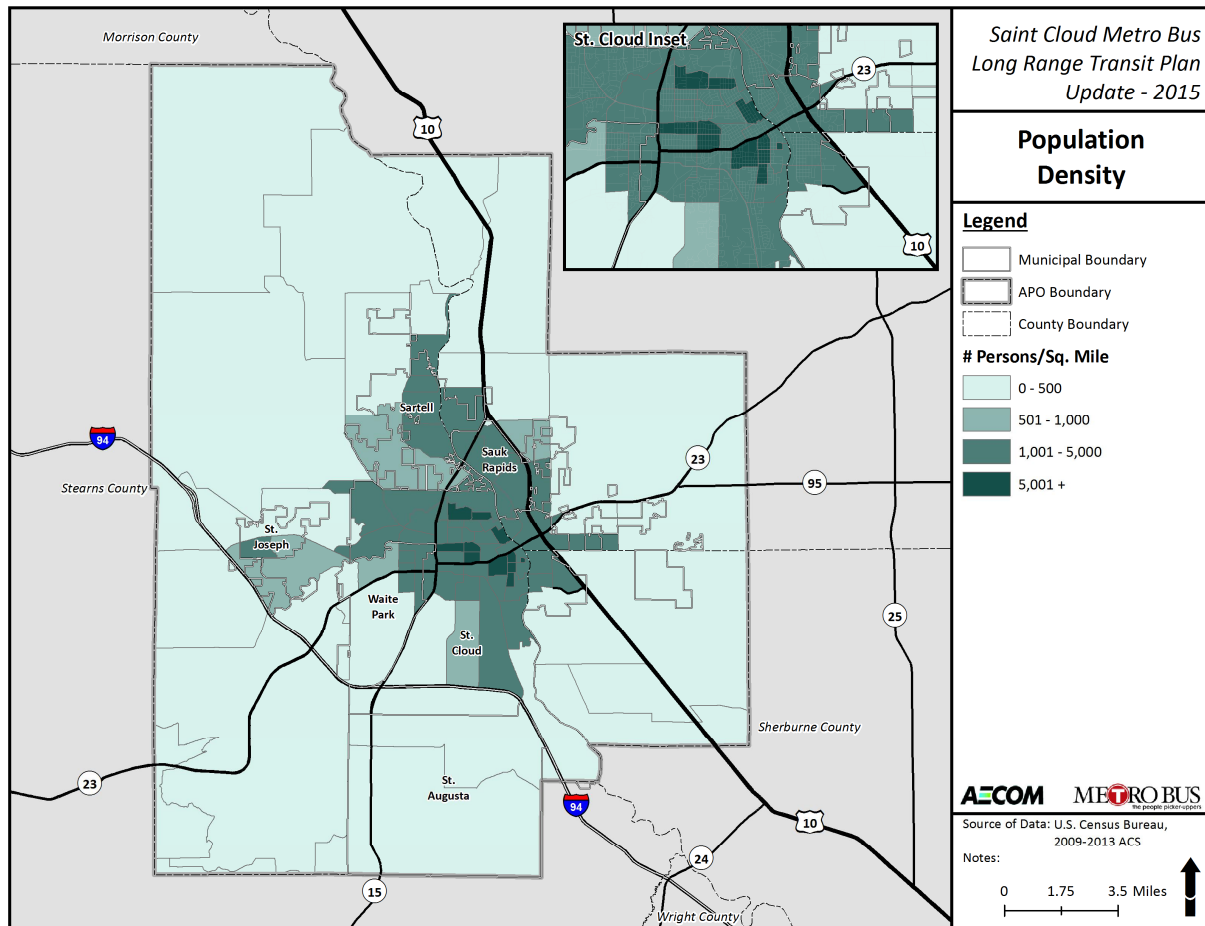 Saint Cloud Metro Bus
Long Range Transit Plan
Update - 2015
Population
Density
Legend
Municipal Boundary
APO Boundary
County Boundary
# Persons/Sq. Mile
0 - 500
501 - 1,000
1,001 - 5,000
5,001 +
AECOM
METRO BUS
the people picker-uppers
Source of Data: U.S. Census Bureau,
2009-2013 ACS
Notes:
0 1.75 3.5 Miles
Morrison County
10
St. Cloud Inset
23
10
Sartell
94
Sauk
Rapids
23
95
Stearns County
St.
Joseph
Waite
Park
25
St.
Cloud
Sherburne County
23
St.
Augusta
94
10
24
15
Wright County